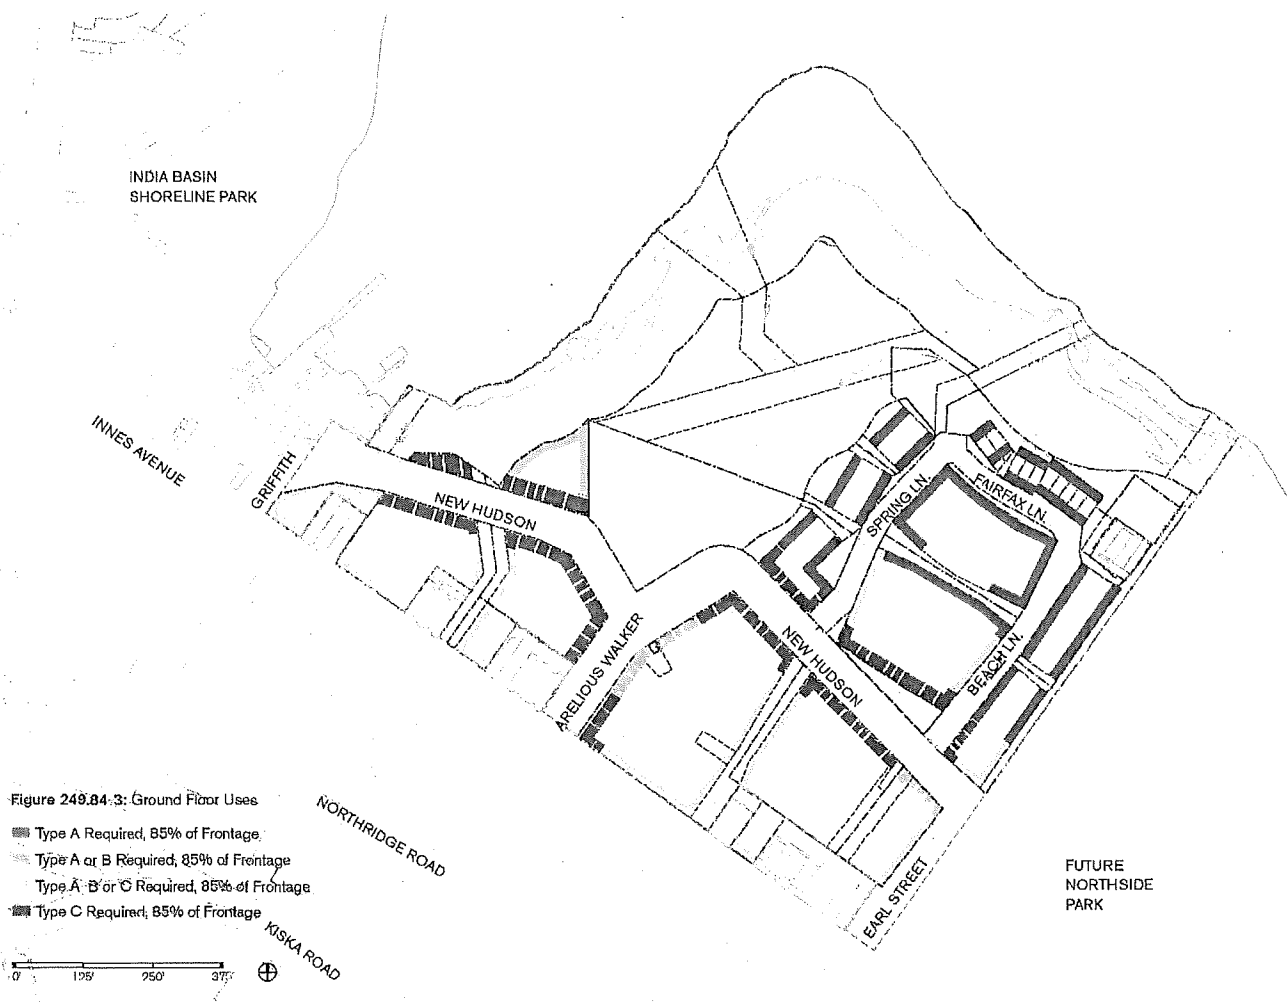 INDIA BASIN
SHORELINE PARK
INNES AVENUE
GRIFFITH
NEW HUDSON
SPRING LN.
FAIRFAX LN.
ARELIOUS WALKER
NEW HUDSON
BEACH LN.
Figure 249.84-3: Ground Floor Uses
Type A Required, 85% of Frontage
Type A or B Required, 85% of Frontage
Type A B or C Required, 85% of Frontage
Type C Required, 85% of Frontage
NORTHRIDGE ROAD
KISKA ROAD
EARL STREET
FUTURE
NORTHSIDE
PARK
0' 125' 250' 375'